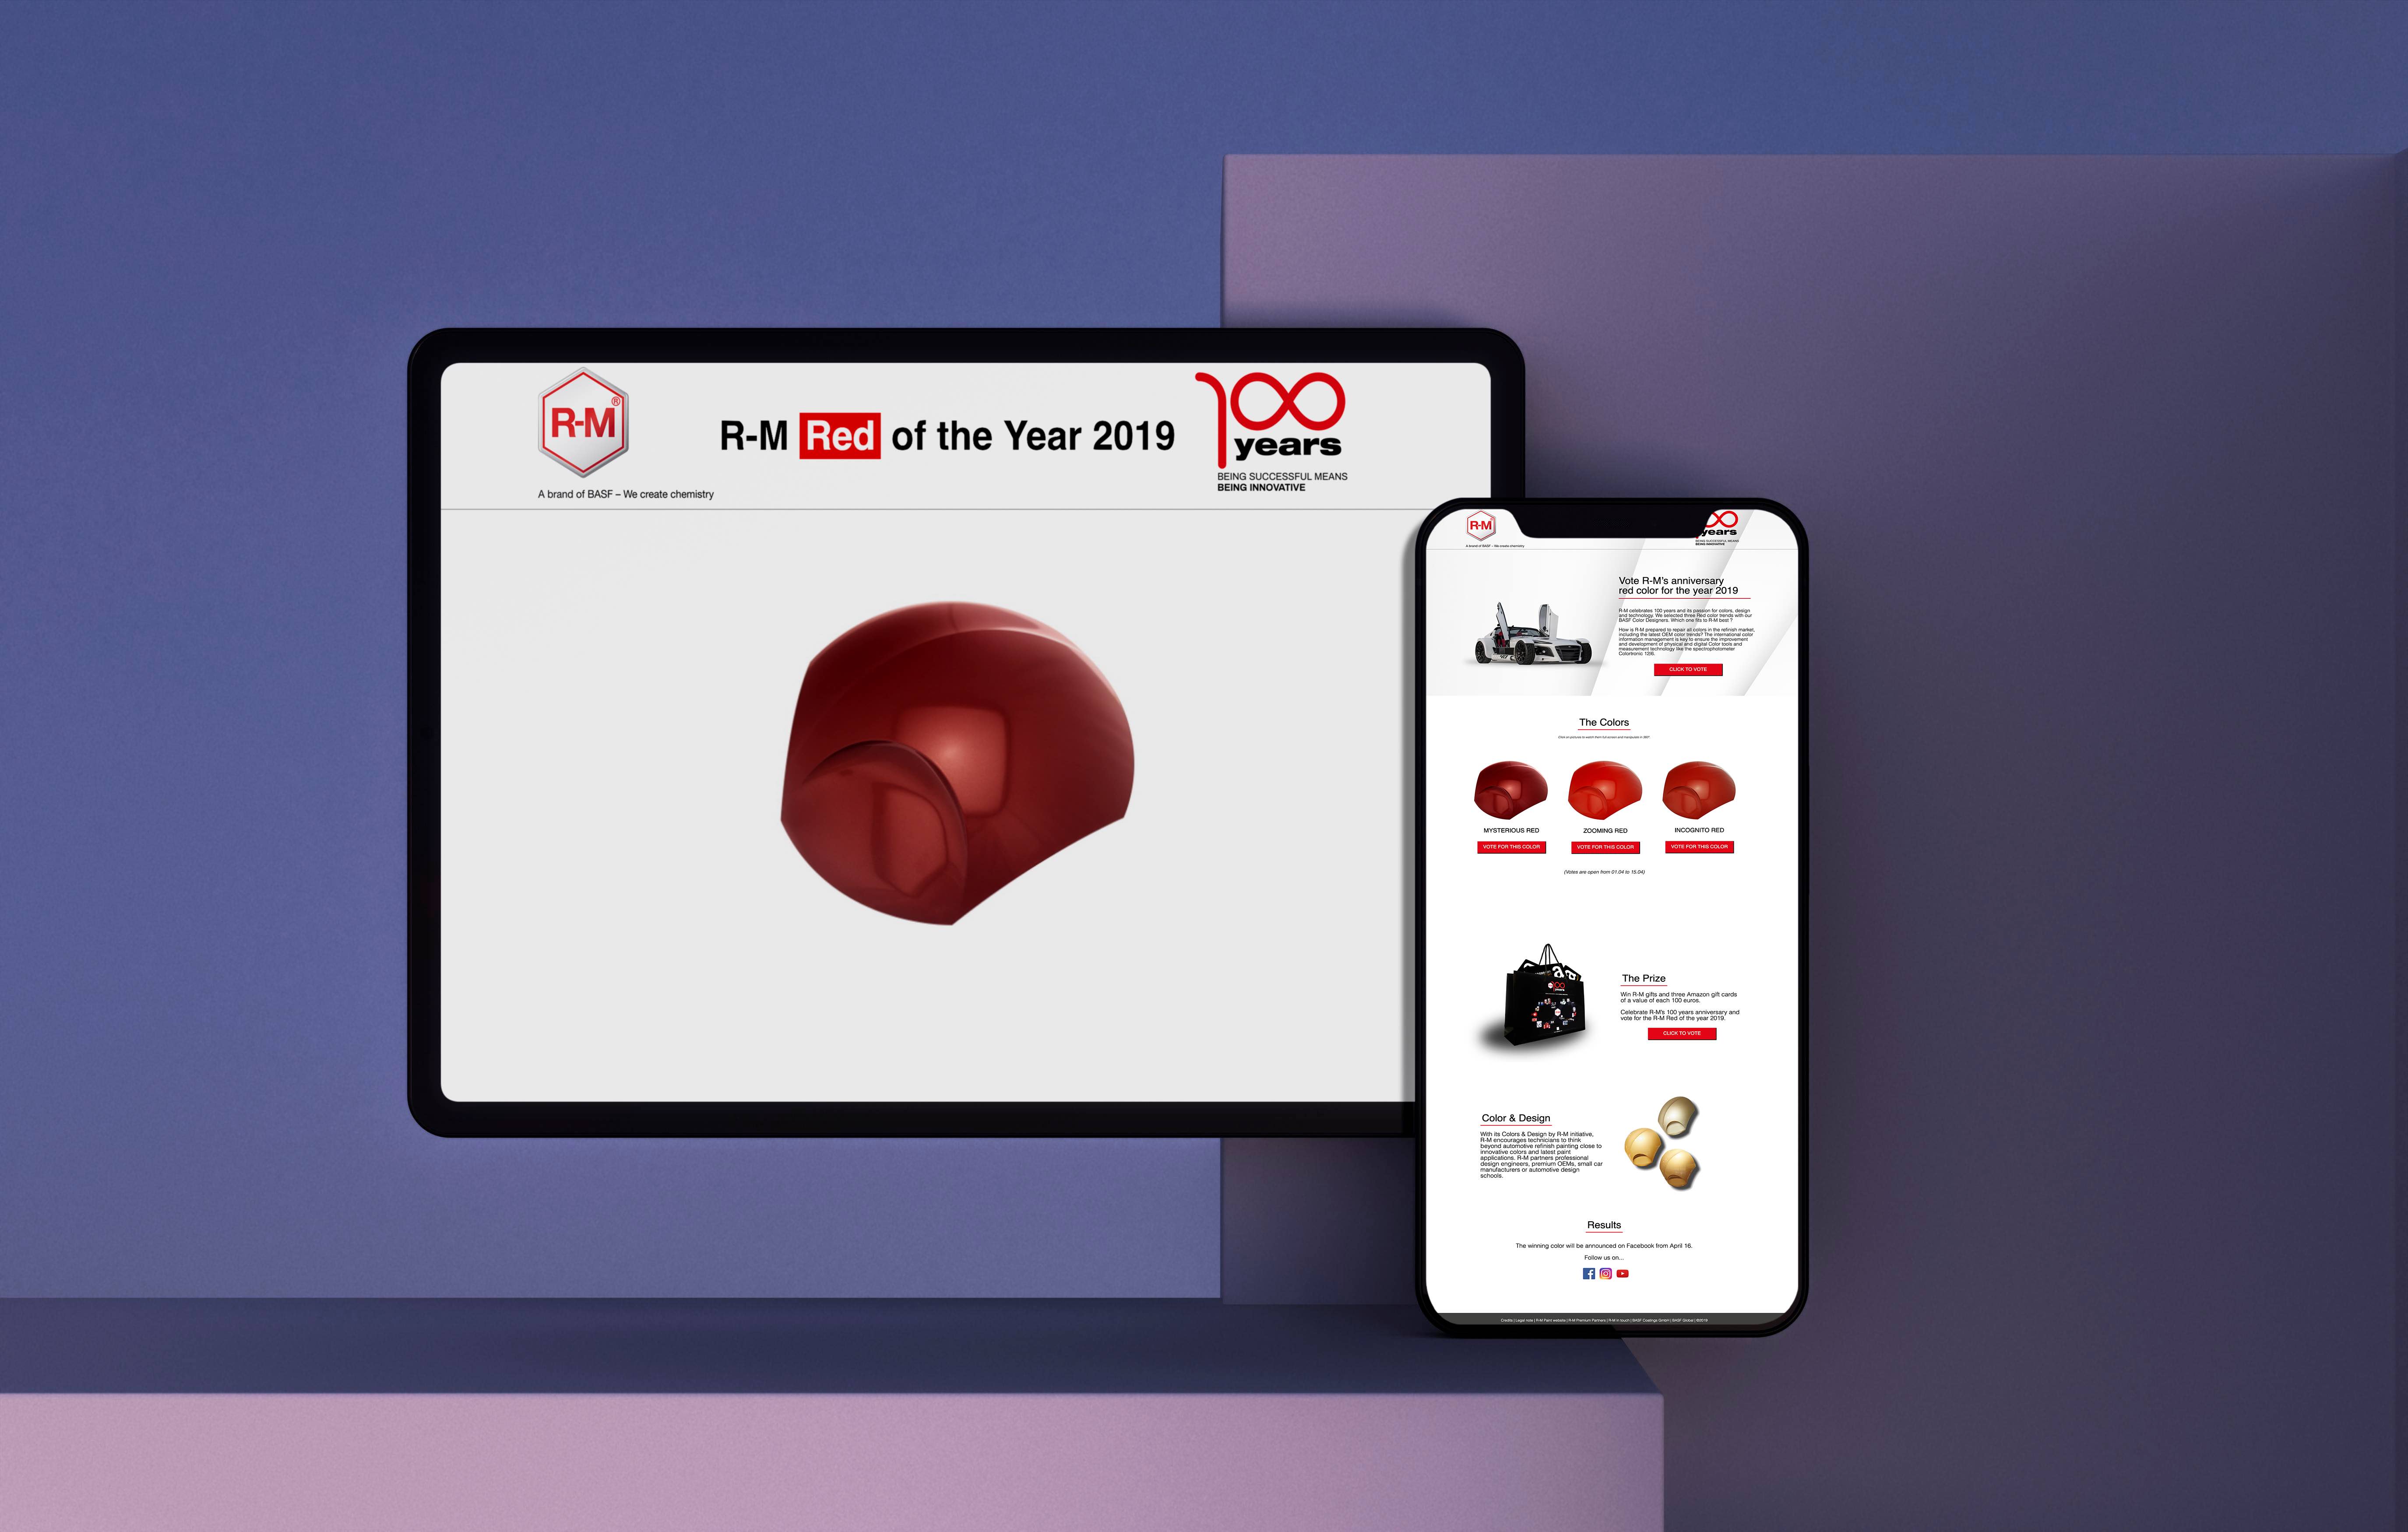 R-M®
A brand of BASF – We create chemistry
R-M Red of the Year 2019
100
years
BEING SUCCESSFUL MEANS
BEING INNOVATIVE
R-M
A brand of BASF – We create chemistry
years
BEING SUCCESSFUL MEANS
BEING INNOVATIVE
Vote R-M's anniversary
red color for the year 2019
R-M celebrates 100 years and its passion for colors, design
and technology. We selected three Red color trends with our
BASF Color Designers. Which one fits to R-M beat ?
How is R-M prepared to repair all colors in the refinish market,
including the latest OEM color trends? The international color
information management is key to ensure the improvement
and development of physical and digital Color tools and
measurement technology like the spectrophotometer
Colortronic 12|6.
CLICK TO VOTE
The Colors
MYSTERIOUS RED
ZOOMING RED
INCOGNITO RED
VOTE FOR THIS COLOR
VOTE FOR THIS COLOR
VOTE FOR THIS COLOR
(Votes are open from 01.04 to 15.04)
100
years
The Prize
Win R-M gifts and three Amazon gift cards
of a value of each 100 euros.
Celebrate R-M's 100 years anniversary and
vote for the R-M Red of the year 2019.
CLICK TO VOTE
Color & Design
With its Colors & Design by R-M initiative,
R-M encourages technicians to think
beyond automotive refinish painting close to
innovative colors and latest paint
applications. R-M partners professional
design engineers, premium OEMs, small car
manufacturers or automotive design
schools.
Results
The winning color will be announced on Facebook from April 16.
Follow us on...
Credits | Legal note | R-M Paint website | R-M Premium Partners | R-M in touch | BASF Coatings GmbH | BASF Global | ©2019